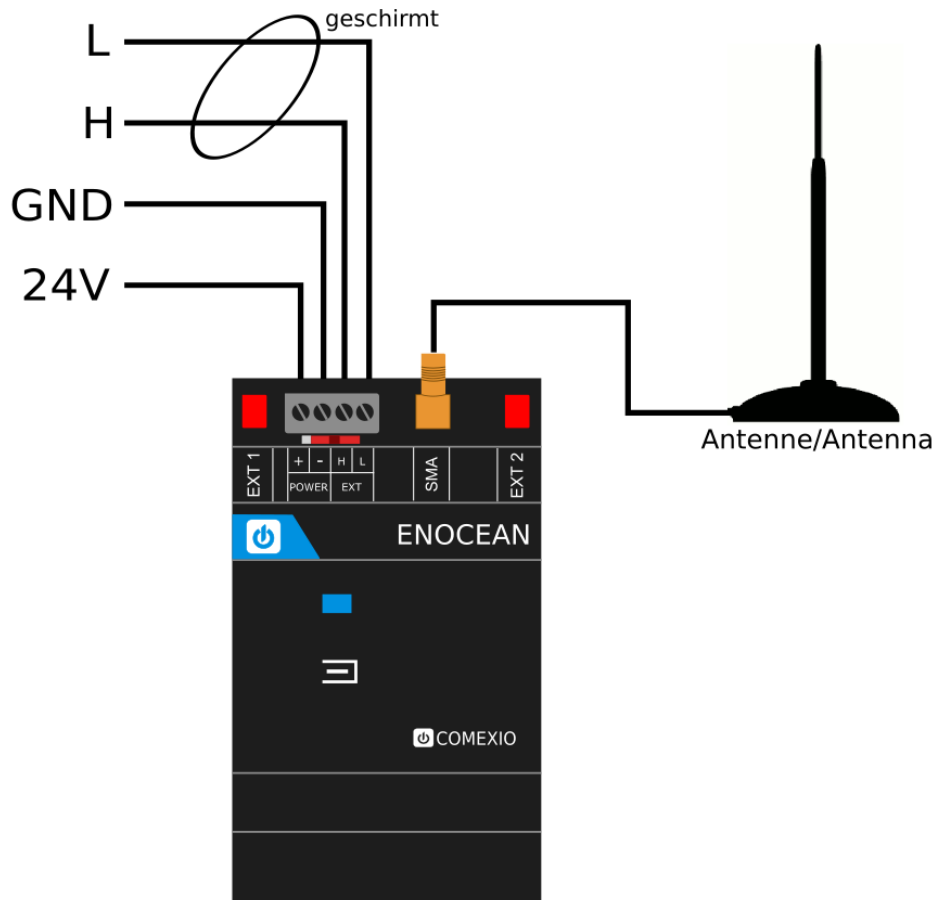 geschirmt
L
H
GND
24V
Antenne/Antenna
EXT 1
+ - H L
POWER EXT
SMA
EXT 2
ENOCEAN
COMEXIO